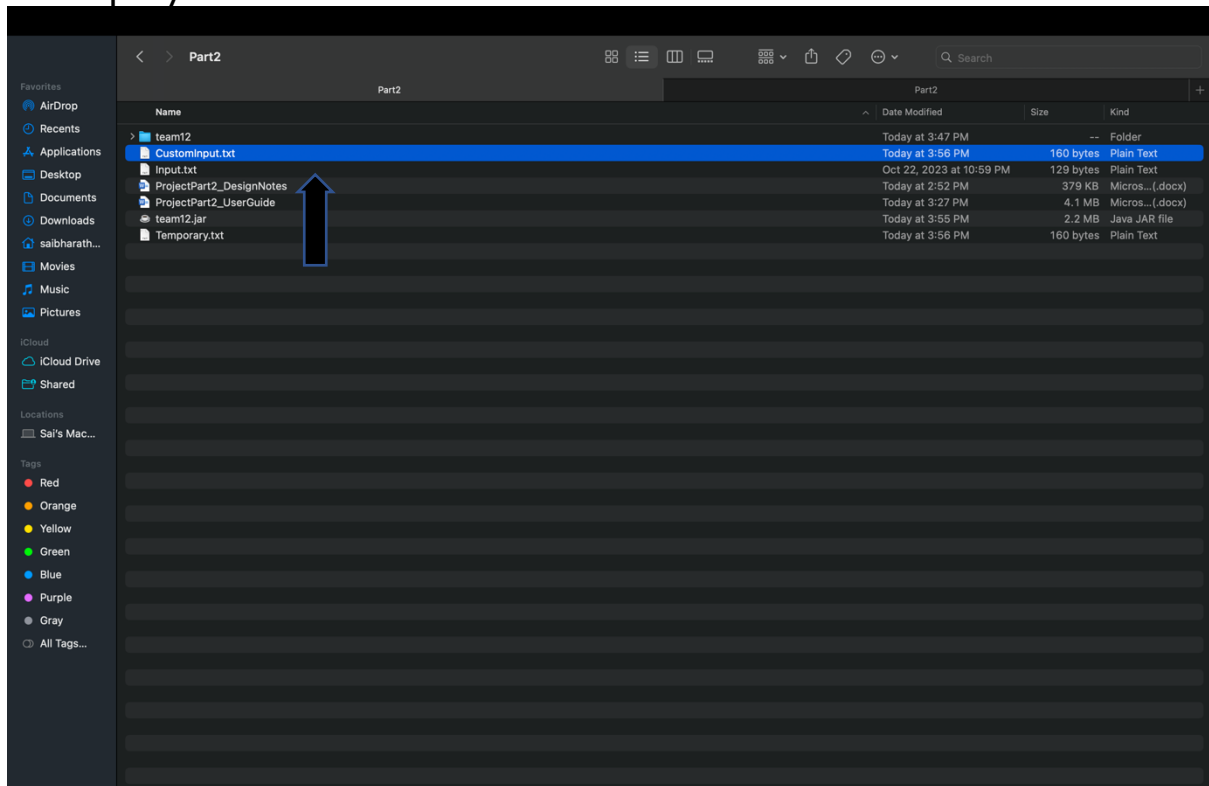 Part2
Search
Part2 Part2 +
Favorites
AirDrop
Recents
Applications
Desktop
Documents
Downloads
saibharath...
Movies
Music
Pictures
iCloud
iCloud Drive
Shared
Locations
Sai's Mac...
Tags
Red
Orange
Yellow
Green
Blue
Purple
Gray
All Tags...
Name Date Modified Size Kind
team12 Today at 3:47 PM -- Folder
CustomInput.txt Today at 3:56 PM 160 bytes Plain Text
Input.txt Oct 22, 2023 at 10:59 PM 129 bytes Plain Text
ProjectPart2_DesignNotes Today at 2:52 PM 379 KB Micros...(.docx)
ProjectPart2_UserGuide Today at 3:27 PM 4.1 MB Micros...(.docx)
team12.jar Today at 3:55 PM 2.2 MB Java JAR file
Temporary.txt Today at 3:56 PM 160 bytes Plain Text